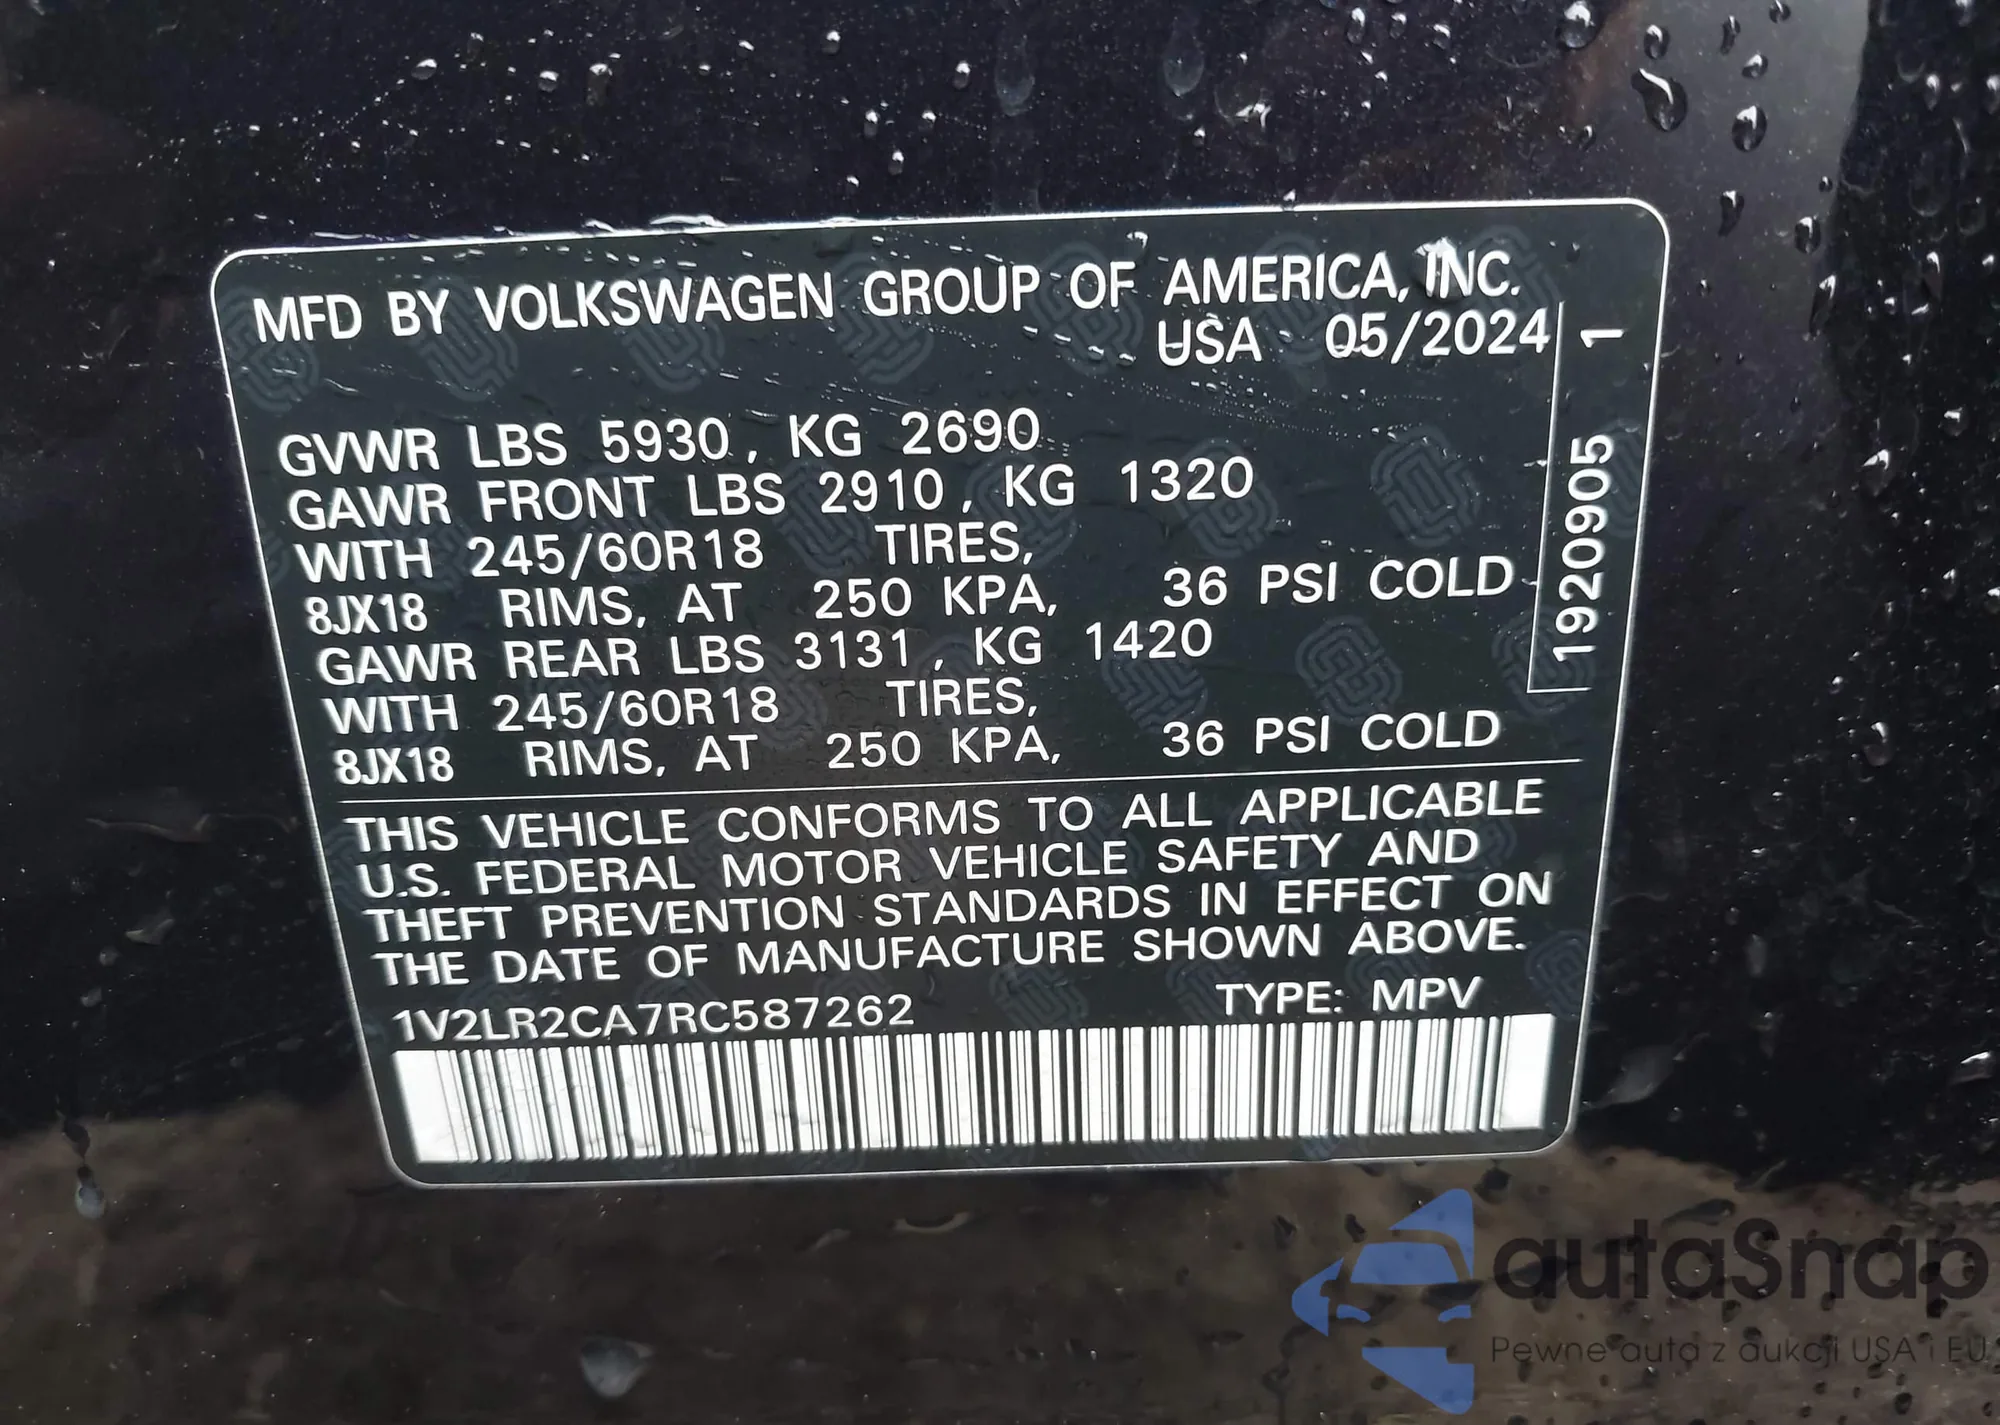 MFD BY VOLKSWAGEN GROUP OF AMERICA, INC.
USA 05/2024
GVWR LBS 5930, KG 2690
GAWR FRONT LBS 2910, KG 1320
WITH 245/60R18 TIRES,
8JX18 RIMS, AT 250 KPA, 36 PSI COLD
GAWR REAR LBS 3131, KG 1420
WITH 245/60R18 TIRES,
8JX18 RIMS, AT 250 KPA, 36 PSI COLD
1920905 1
THIS VEHICLE CONFORMS TO ALL APPLICABLE
U.S. FEDERAL MOTOR VEHICLE SAFETY AND
THEFT PREVENTION STANDARDS IN EFFECT ON
THE DATE OF MANUFACTURE SHOWN ABOVE.
1V2LR2CA7RC587262 TYPE: MPV
autaSnap
Pewne auta z aukcji USA i EU